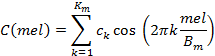 C(mel) = \sum_{k=1}^{K_m} c_k \cos\left(2\pi k \frac{mel}{B_m}\right)